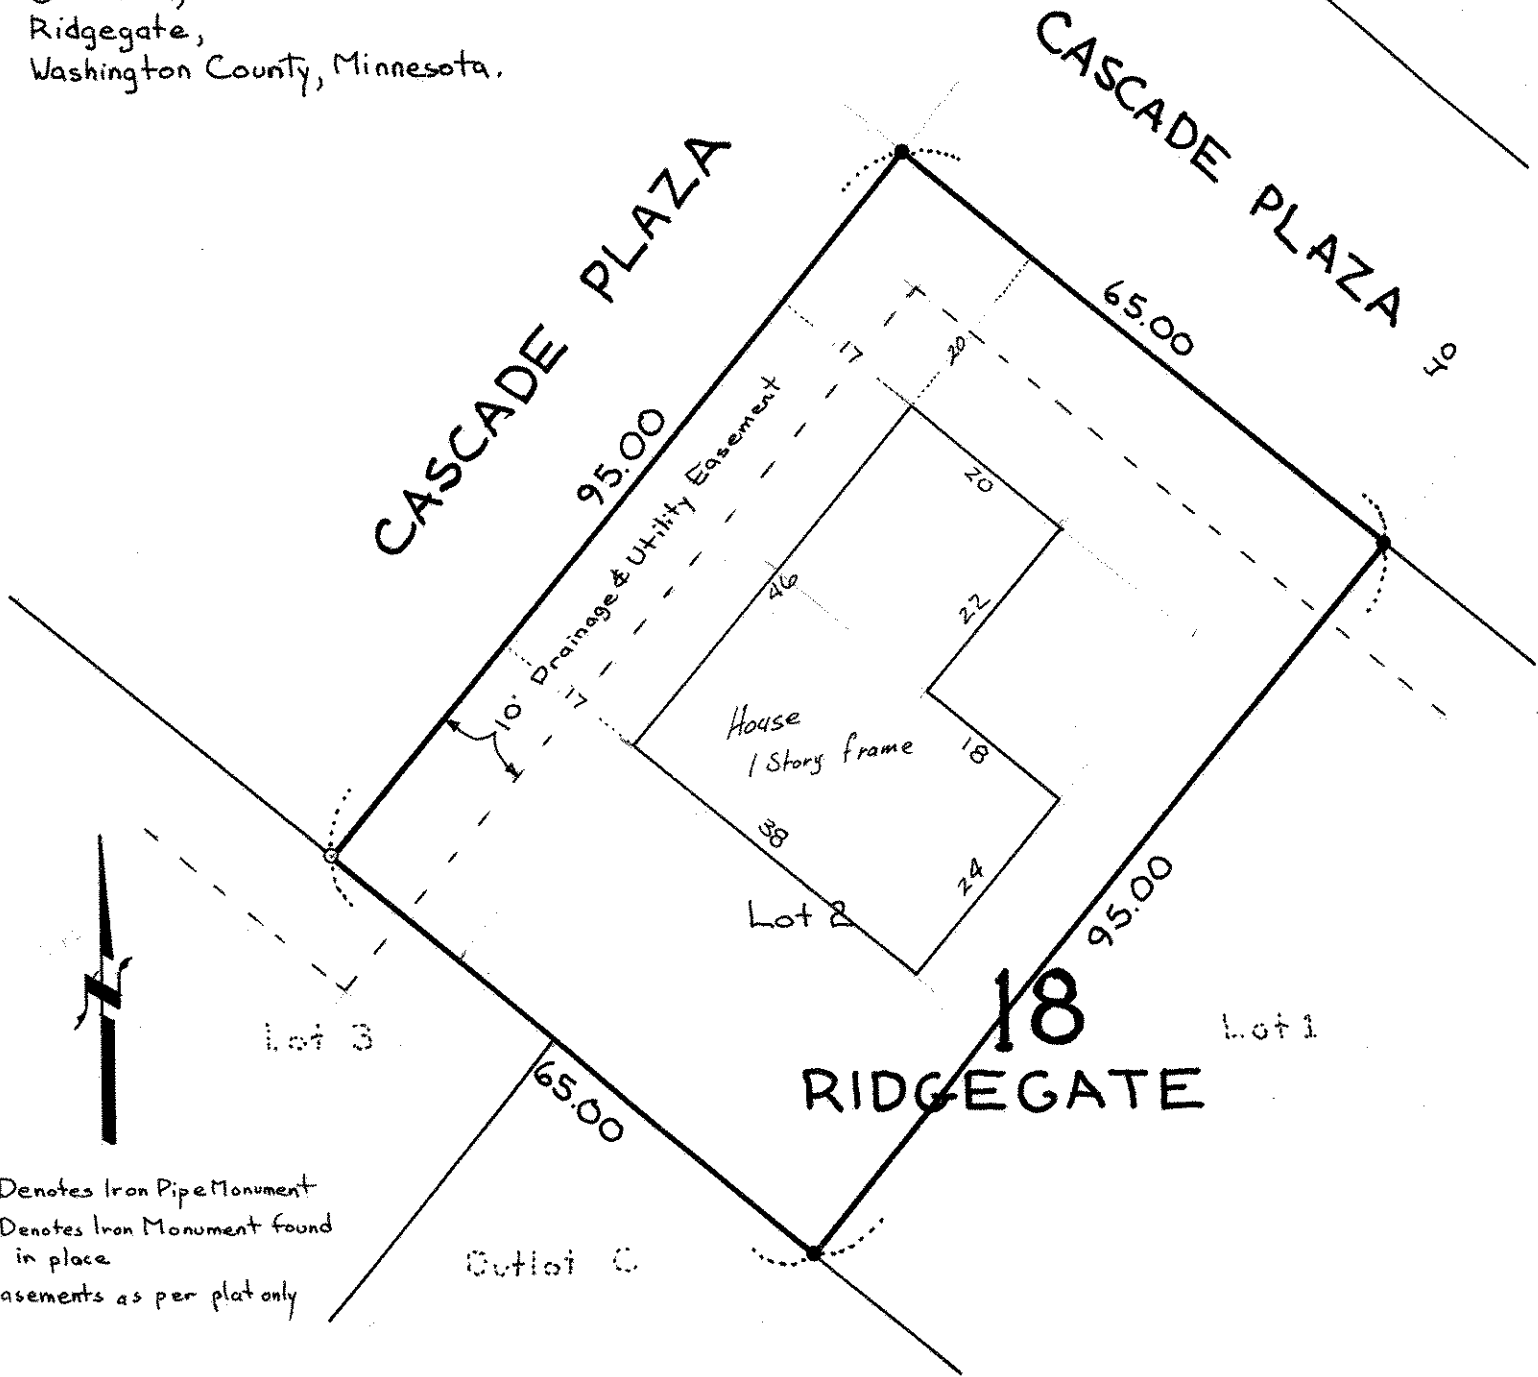 Ridgegate,
Washington County, Minnesota.
CASCADE PLAZA
CASCADE PLAZA
40
65.00
95.00
17
20
20
Drainage & Utility Easement
46
22
17
10'
House
1 Story frame
18
38
24
Lot 2
95.00
18
RIDGEGATE
Lot 1
Lot 3
65.00
Denotes Iron Pipe Monument
Denotes Iron Monument found
in place
asements as per plat only
Outlot C